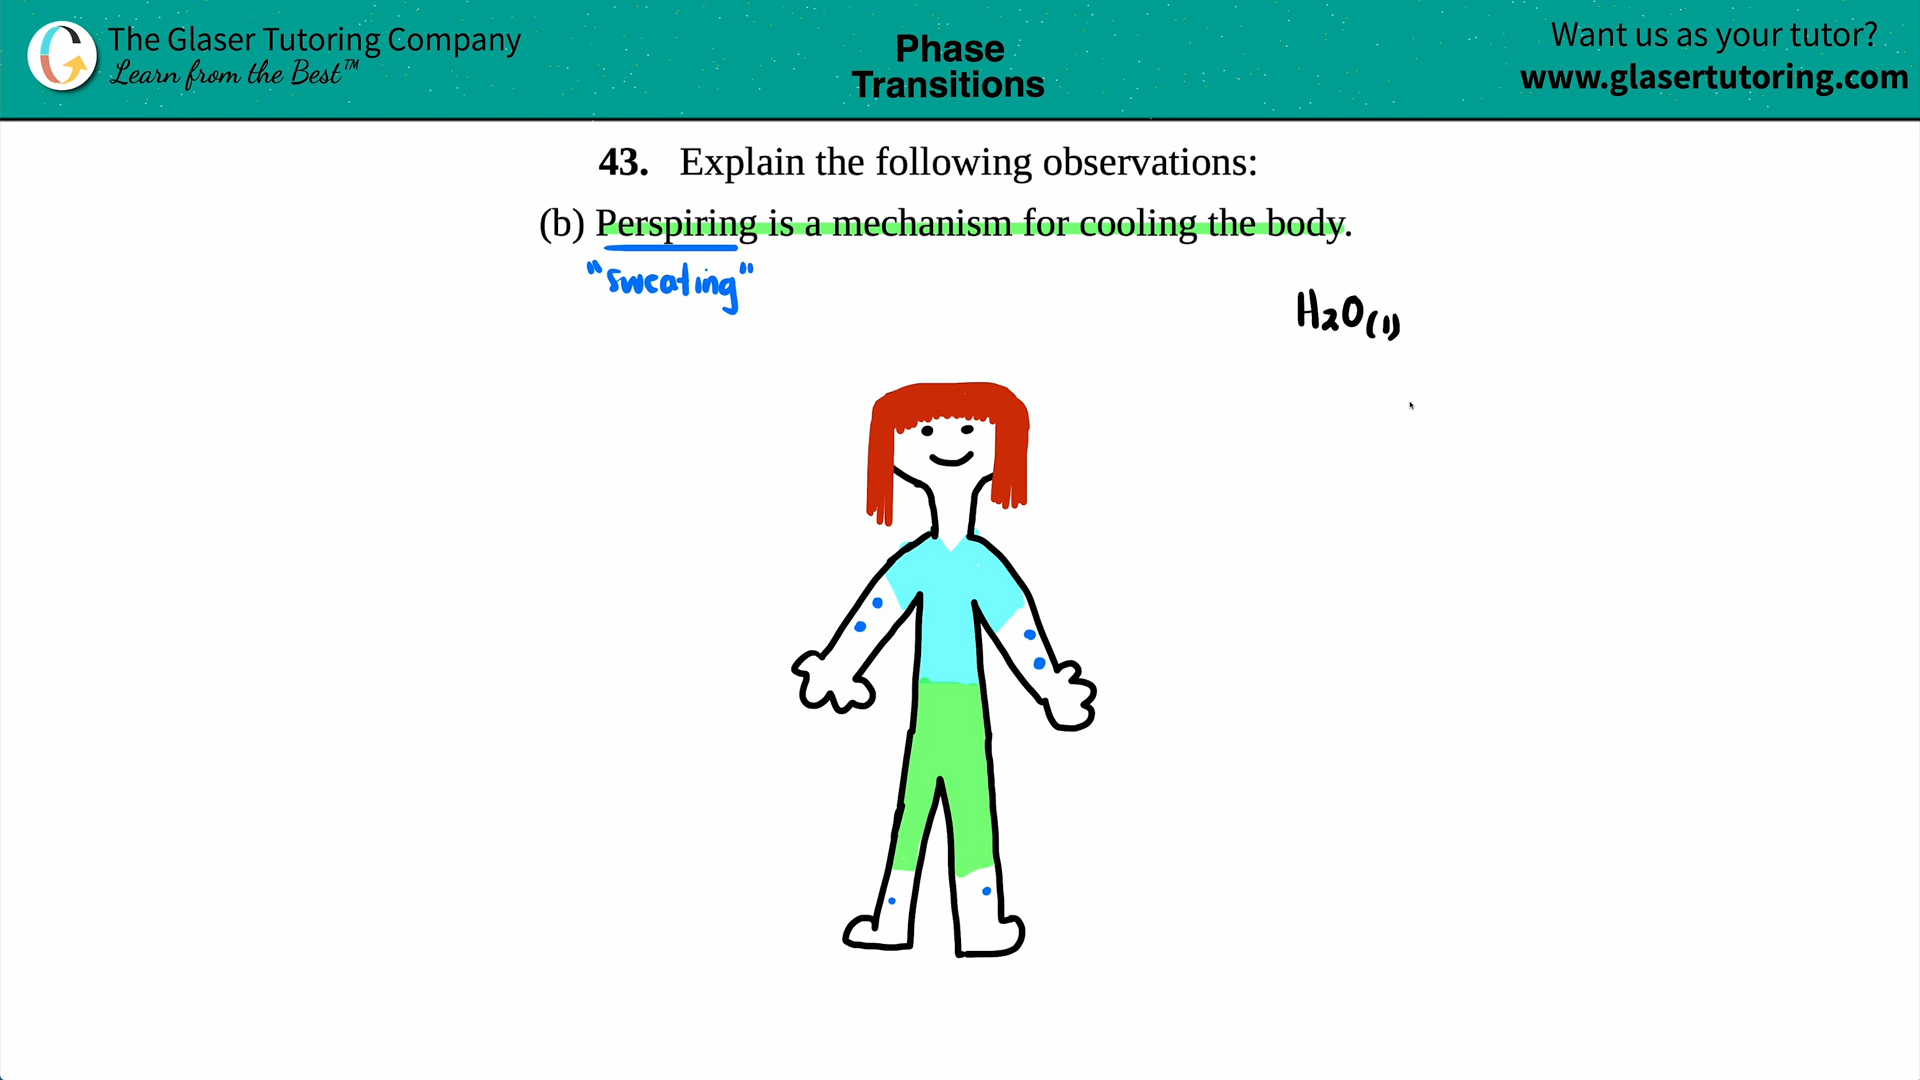 The Glaser Tutoring Company
Learn from the Best™
Phase
Transitions
Want us as your tutor?
www.glasertutoring.com
43. Explain the following observations:
(b) Perspiring is a mechanism for cooling the body.
"sweating"
H₂O(l)